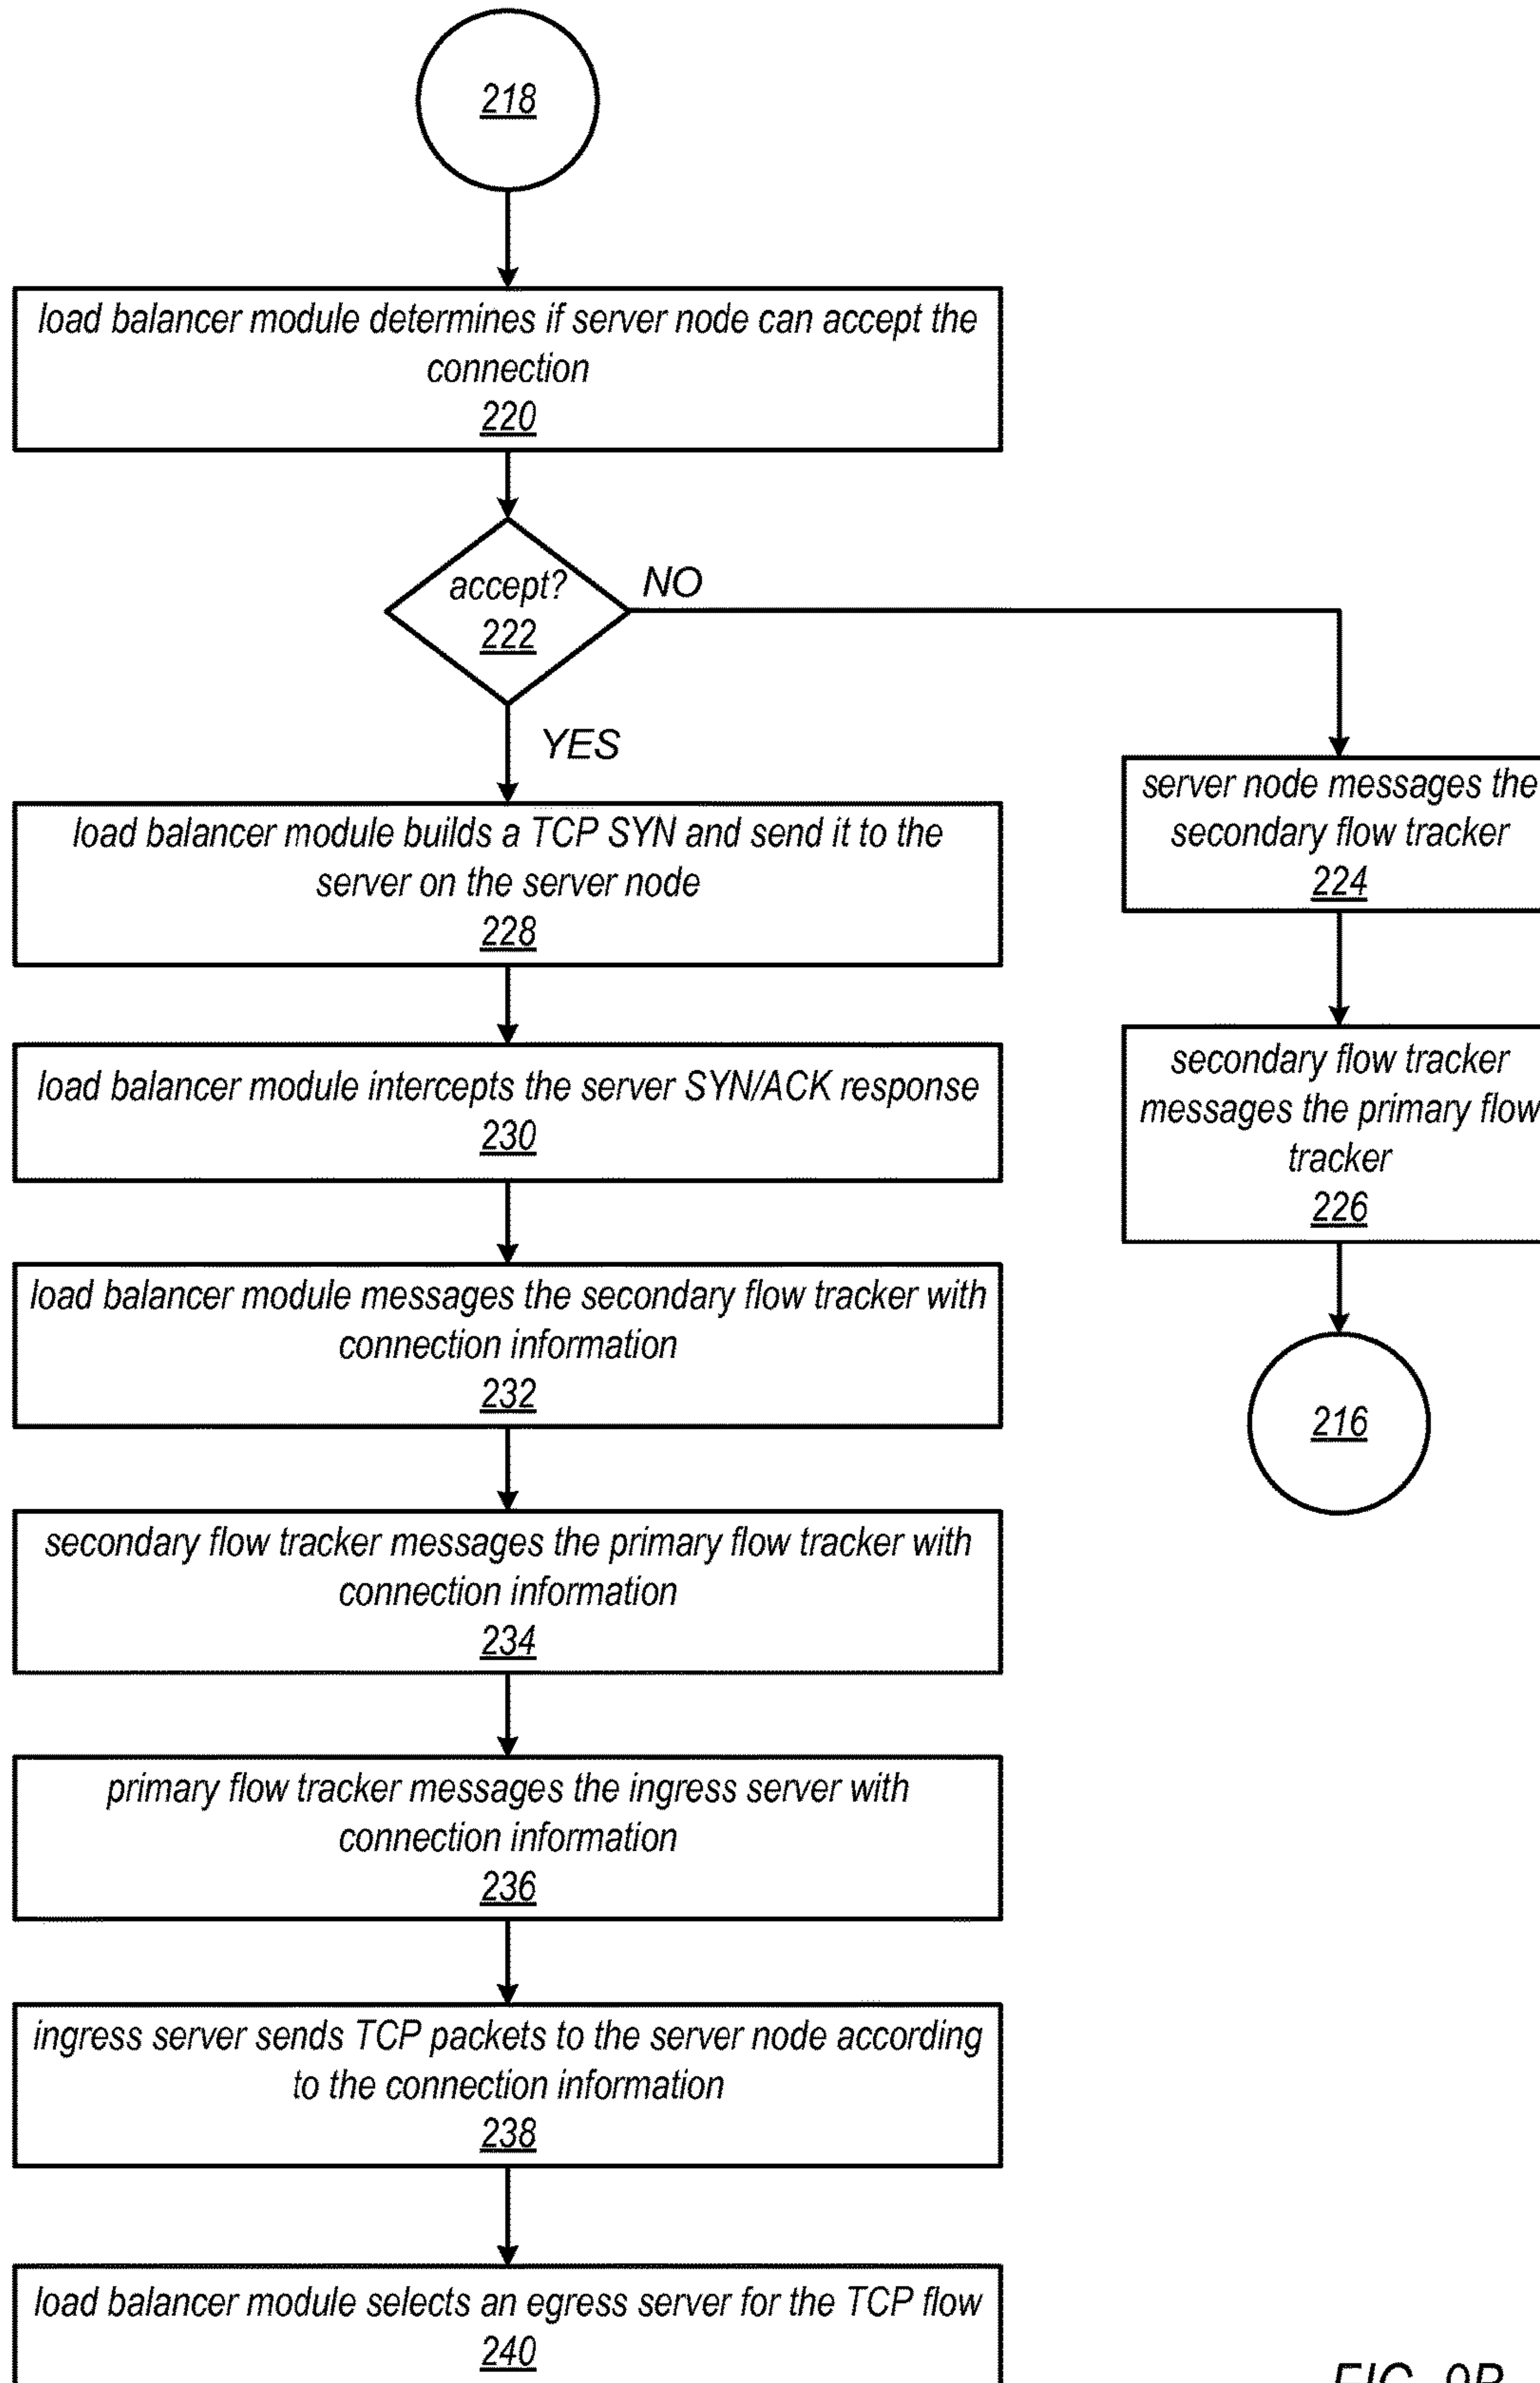 218
load balancer module determines if server node can accept the
connection
220
accept?
222
NO
YES
server node messages the
secondary flow tracker
224
secondary flow tracker
messages the primary flow
tracker
226
216
load balancer module builds a TCP SYN and send it to the
server on the server node
228
load balancer module intercepts the server SYN/ACK response
230
load balancer module messages the secondary flow tracker with
connection information
232
secondary flow tracker messages the primary flow tracker with
connection information
234
primary flow tracker messages the ingress server with
connection information
236
ingress server sends TCP packets to the server node according
to the connection information
238
load balancer module selects an egress server for the TCP flow
240
FIG. 9B